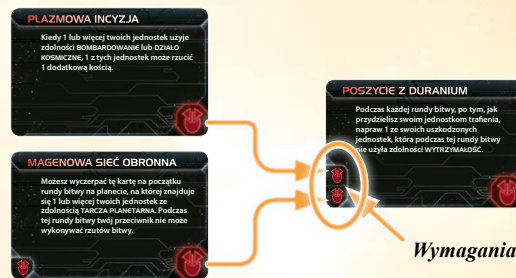 PLAZMOWA INCYZJA
Kiedy 1 lub więcej twoich jednostek użyje
zdolności BOMBARDOWANIE lub DZIAŁO
KOSMICZNE, 1 z tych jednostek może rzucić
1 dodatkową kością.
MAGENOWA SIEĆ OBRONNA
Możesz wyczerpać tę kartę na początku
rundy bitwy na planecie, na której znajduje
się 1 lub więcej twoich jednostek ze
zdolnością TARCZA PLANETARNA. Podczas
tej rundy bitwy twój przeciwnik nie może
wykonywać rzutów bitwy.
POSZYCIE Z DURANIUM
Podczas każdej rundy bitwy, po tym, jak
przydzielisz swoim jednostkom trafienia,
napraw 1 ze swoich uszkodzonych
jednostek, która podczas tej rundy bitwy
nie użyła zdolności WYTRZYMAŁOŚĆ.
Wymagania